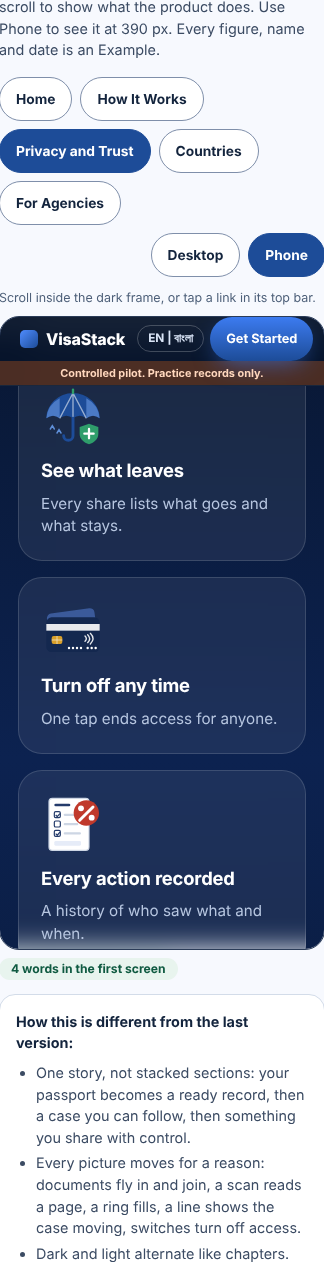 scroll to show what the product does. Use
Phone to see it at 390 px. Every figure, name
and date is an Example.
Home
How It Works
Privacy and Trust
Countries
For Agencies
Desktop
Phone
Scroll inside the dark frame, or tap a link in its top bar.
VisaStack
EN | বাংলা
Get Started
Controlled pilot. Practice records only.
See what leaves
Every share lists what goes and
what stays.
Turn off any time
One tap ends access for anyone.
Every action recorded
A history of who saw what and
when.
4 words in the first screen
How this is different from the last
version:
• One story, not stacked sections: your
passport becomes a ready record, then
a case you can follow, then something
you share with control.
• Every picture moves for a reason:
documents fly in and join, a scan reads
a page, a ring fills, a line shows the
case moving, switches turn off access.
• Dark and light alternate like chapters.